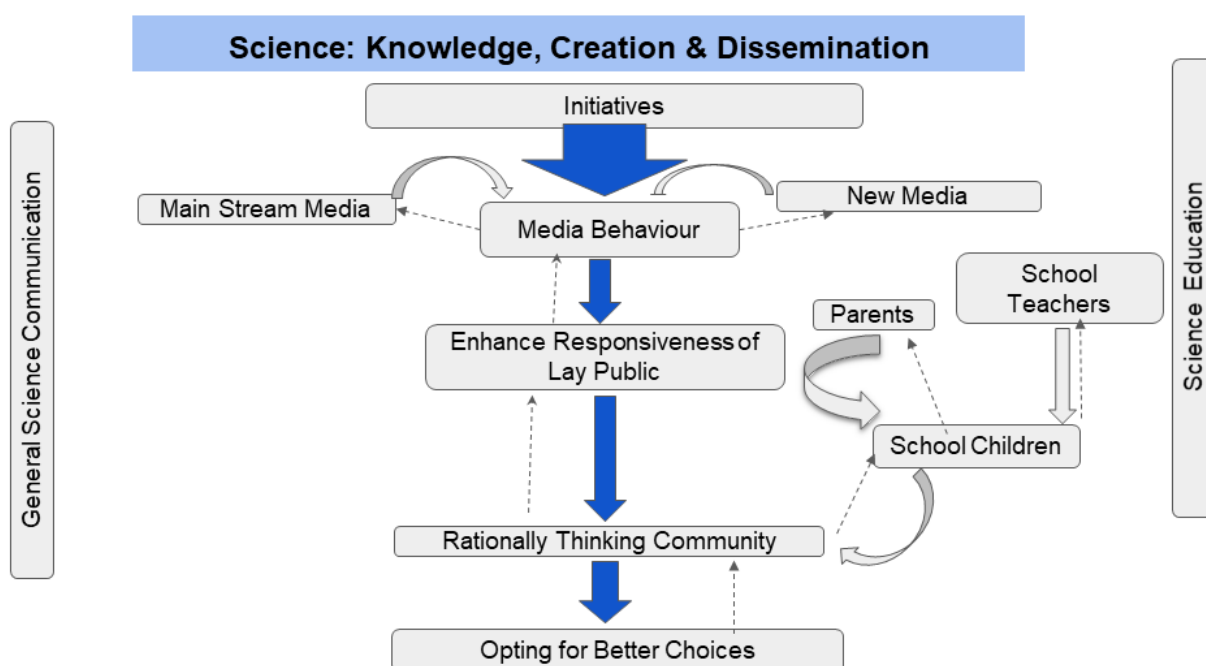 Science: Knowledge, Creation & Dissemination
Initiatives
General Science Communication
Main Stream Media
New Media
Media Behaviour
School
Teachers
Science Education
Parents
Enhance Responsiveness of
Lay Public
School Children
Rationally Thinking Community
Opting for Better Choices